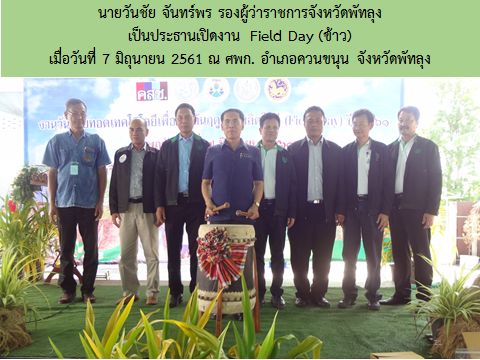 นายวันชัย จันทร์พร รองผู้ว่าราชการจังหวัดพัทลุง
เป็นประธานเปิดงาน Field Day (ข้าว)
เมื่อวันที่ 7 มิถุนายน 2561 ณ ศพก. อำเภอควนขนุน จังหวัดพัทลุง
คสช.